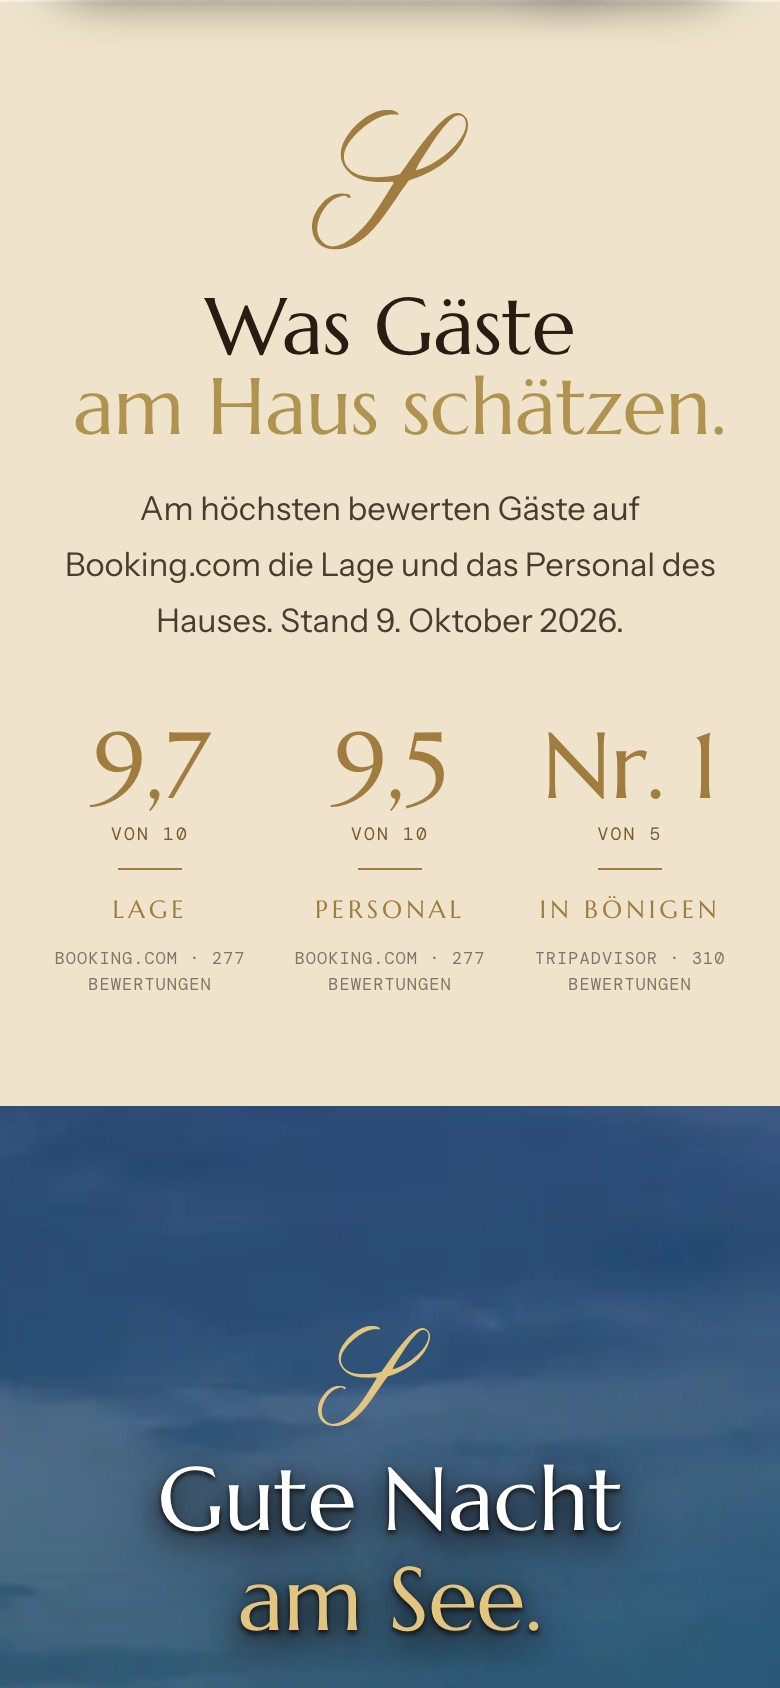 S
Was Gäste
am Haus schätzen.
Am höchsten bewerten Gäste auf
Booking.com die Lage und das Personal des
Hauses. Stand 9. Oktober 2026.
9,7
VON 10
LAGE
BOOKING.COM · 277
BEWERTUNGEN
9,5
VON 10
PERSONAL
BOOKING.COM · 277
BEWERTUNGEN
Nr. 1
VON 5
IN BÖNIGEN
TRIPADVISOR · 310
BEWERTUNGEN
S
Gute Nacht
am See.